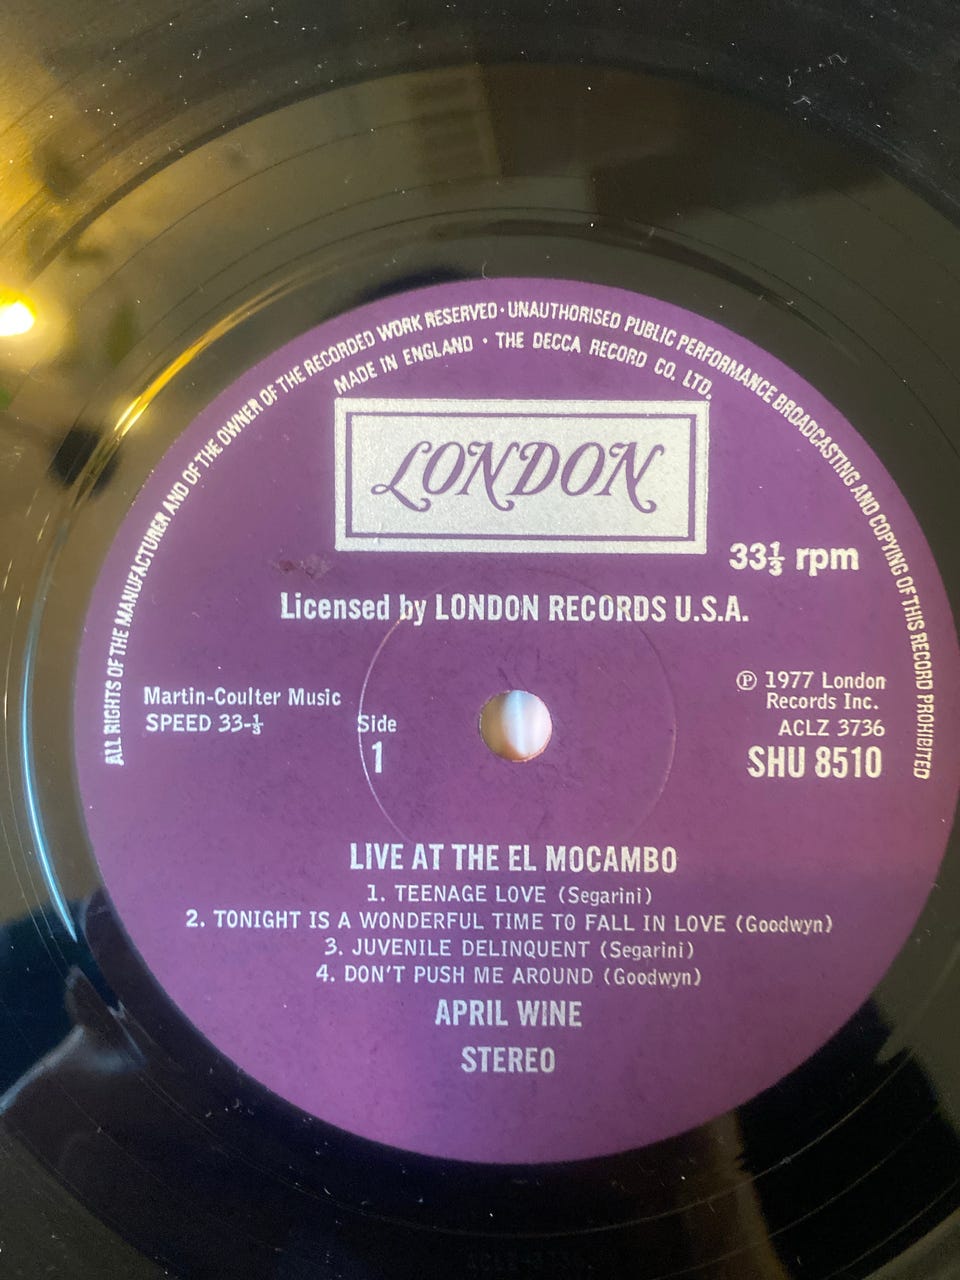 ALL RIGHTS OF THE MANUFACTURER AND OF THE OWNER OF THE RECORDED WORK RESERVED · UNAUTHORISED PUBLIC PERFORMANCE BROADCASTING AND COPYING OF THIS RECORD PROHIBITED
MADE IN ENGLAND · THE DECCA RECORD CO. LTD.
LONDON
33⅓ rpm
Licensed by LONDON RECORDS U.S.A.
Martin-Coulter Music
SPEED 33-⅓
Side
1
℗ 1977 London
Records Inc.
ACLZ 3736
SHU 8510
LIVE AT THE EL MOCAMBO
1. TEENAGE LOVE (Segarini)
2. TONIGHT IS A WONDERFUL TIME TO FALL IN LOVE (Goodwyn)
3. JUVENILE DELINQUENT (Segarini)
4. DON'T PUSH ME AROUND (Goodwyn)
APRIL WINE
STEREO